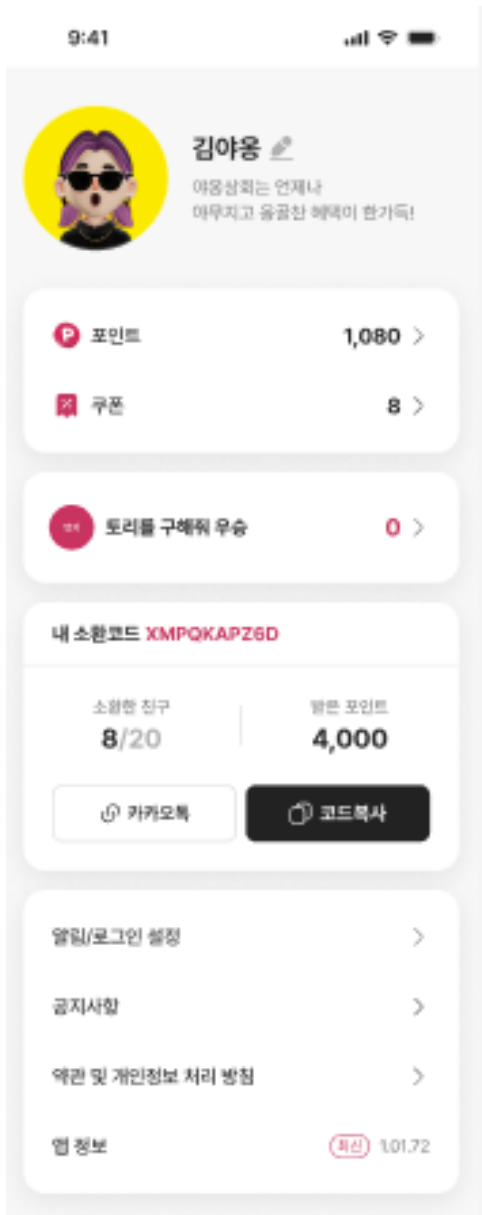 9:41
김야옹
야옹상회는 언제나
야무지고 옹골찬 혜택이 한가득!
포인트
1,080
쿠폰
8
토리를 구해줘 우승
0
내 소환코드 XMPQKAPZ6D
소환한 친구
받은 포인트
8/20
4,000
카카오톡
코드복사
알림/로그인 설정
공지사항
약관 및 개인정보 처리 방침
앱 정보
최신
1.01.72